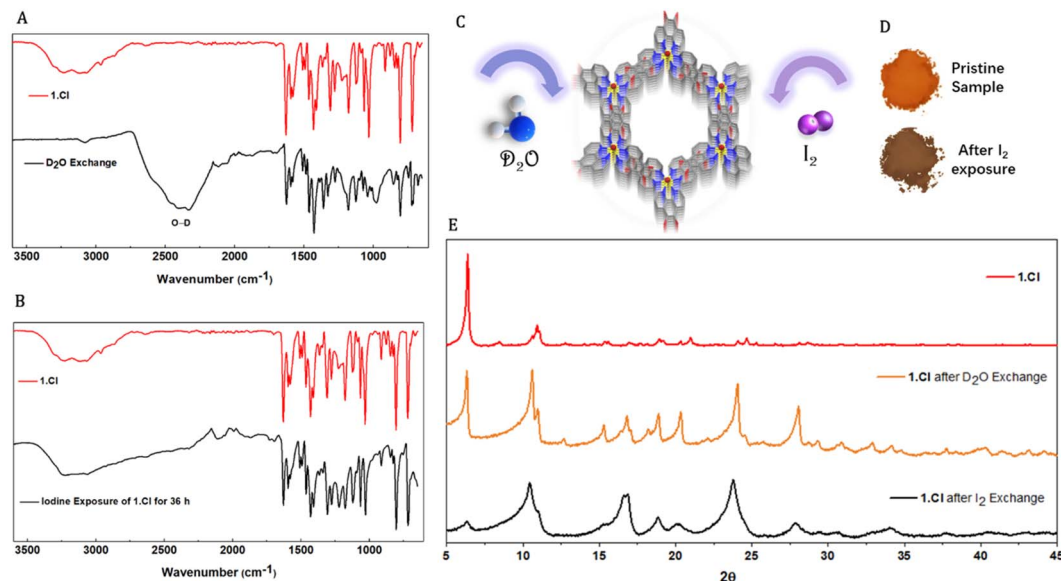 A
1.Cl
D₂O Exchange
O–D
3500 3000 2500 2000 1500 1000
Wavenumber (cm⁻¹)
B
1.Cl
Iodine Exposure of 1.Cl for 36 h
3500 3000 2500 2000 1500 1000
Wavenumber (cm⁻¹)
C
D₂O
I₂
D
Pristine
Sample
After I₂
exposure
E
1.Cl
1.Cl after D₂O Exchange
1.Cl after I₂ Exchange
5 10 15 20 25 30 35 40 45
2θ